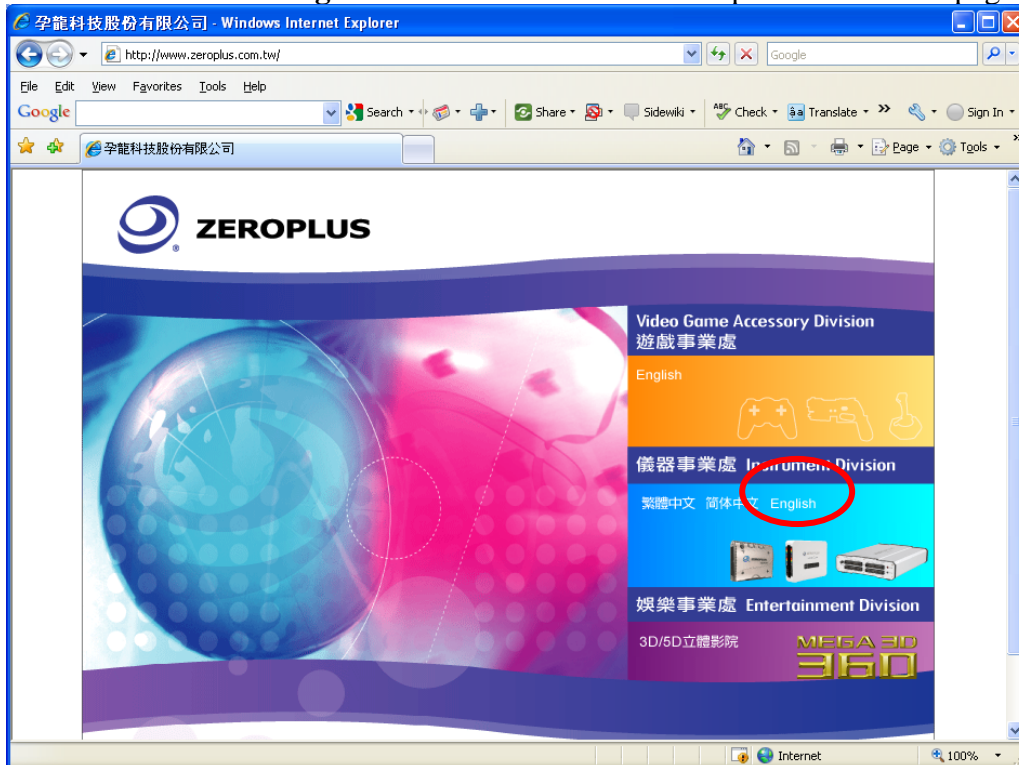 孕龍科技股份有限公司 - Windows Internet Explorer
http://www.zeroplus.com.tw/
Google
File Edit View Favorites Tools Help
Google Search Share Sidewiki Check Translate Sign In
孕龍科技股份有限公司 Page Tools
ZEROPLUS
Video Game Accessory Division
遊戲事業處
English
儀器事業處 Instrument Division
繁體中文 简体中文 English
娛樂事業處 Entertainment Division
3D/5D立體影院 MEGA 3D
360
Internet 100%